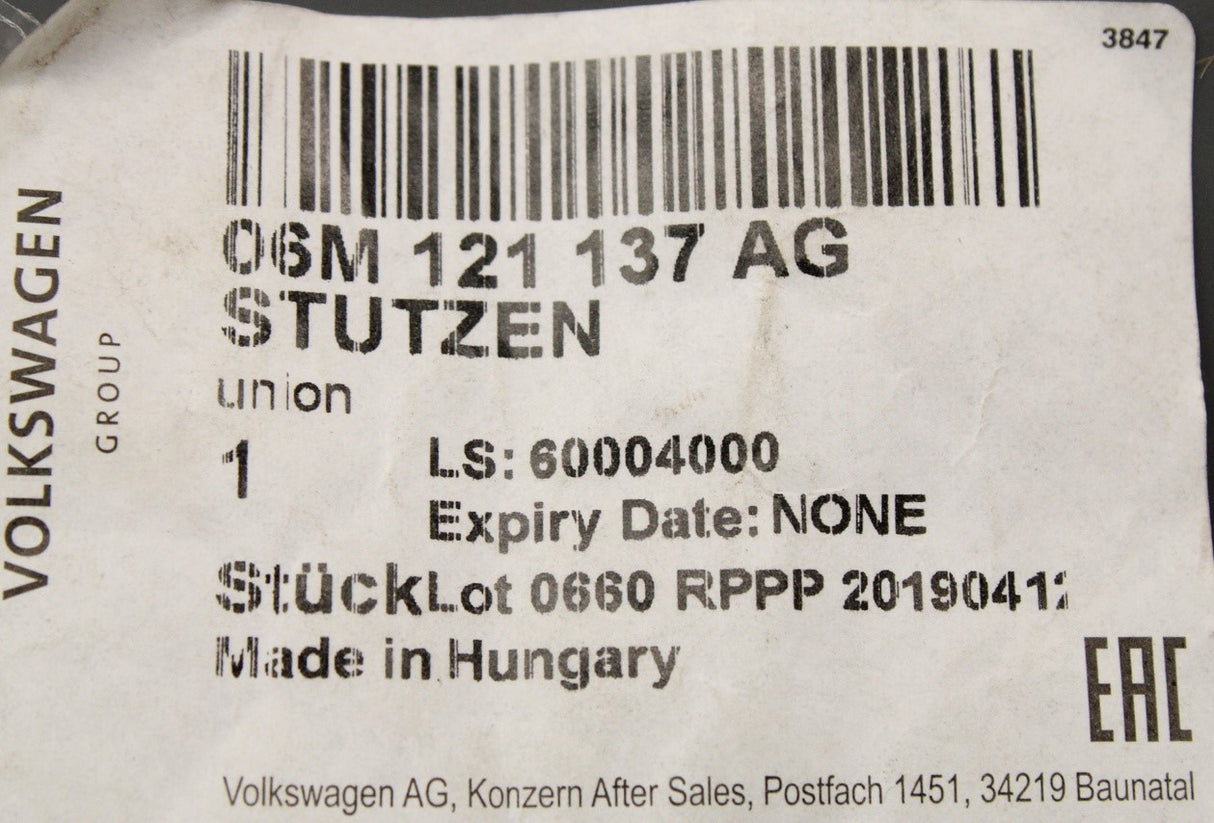 3847
VOLKSWAGEN
GROUP
06M 121 137 AG
STUTZEN
union
1 LS: 60004000
Expiry Date: NONE
Stück Lot 0660 RPPP 20190412
Made in Hungary
EAC
Volkswagen AG, Konzern After Sales, Postfach 1451, 34219 Baunatal